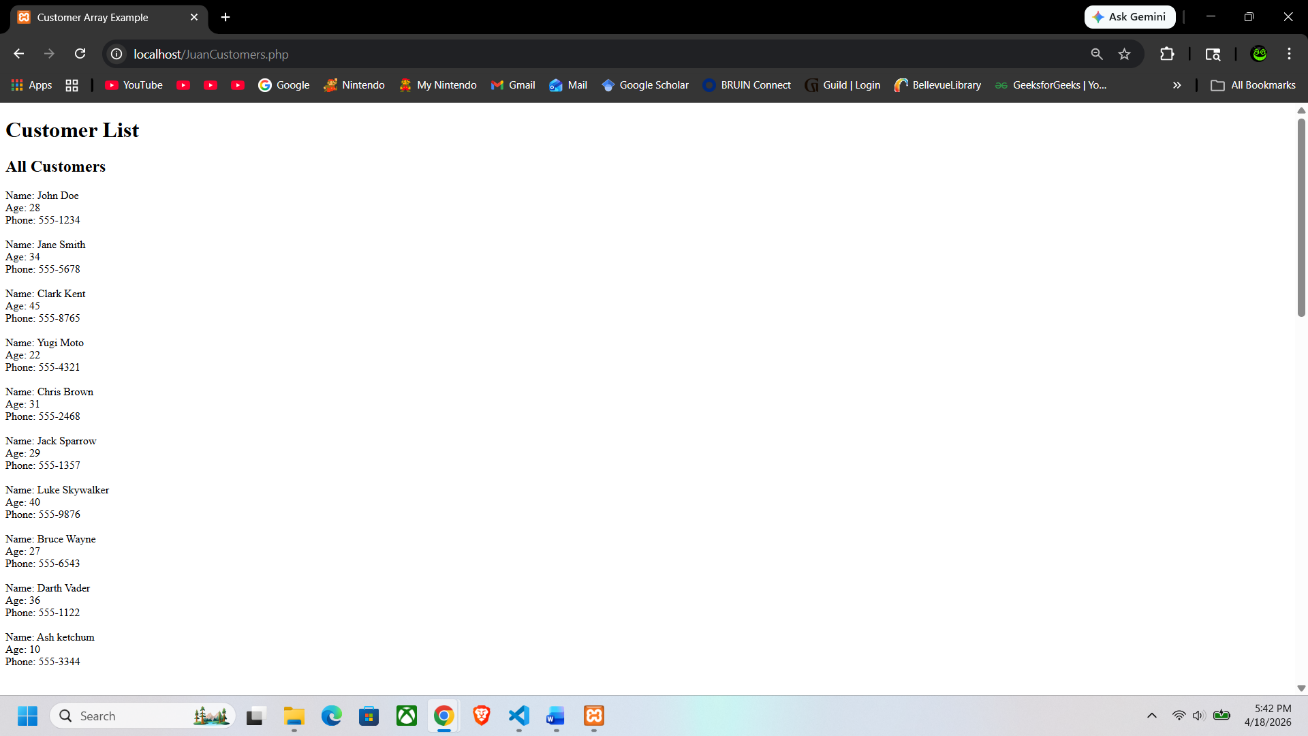 Customer Array Example
Ask Gemini
localhost/JuanCustomers.php
Apps
YouTube
Google
Nintendo
My Nintendo
Gmail
Mail
Google Scholar
BRUIN Connect
Guild | Login
BellevueLibrary
GeeksforGeeks | Yo...
All Bookmarks
Customer List
All Customers
Name: John Doe
Age: 28
Phone: 555-1234
Name: Jane Smith
Age: 34
Phone: 555-5678
Name: Clark Kent
Age: 45
Phone: 555-8765
Name: Yugi Moto
Age: 22
Phone: 555-4321
Name: Chris Brown
Age: 31
Phone: 555-2468
Name: Jack Sparrow
Age: 29
Phone: 555-1357
Name: Luke Skywalker
Age: 40
Phone: 555-9876
Name: Bruce Wayne
Age: 27
Phone: 555-6543
Name: Darth Vader
Age: 36
Phone: 555-1122
Name: Ash ketchum
Age: 10
Phone: 555-3344
Search
5:42 PM
4/18/2026